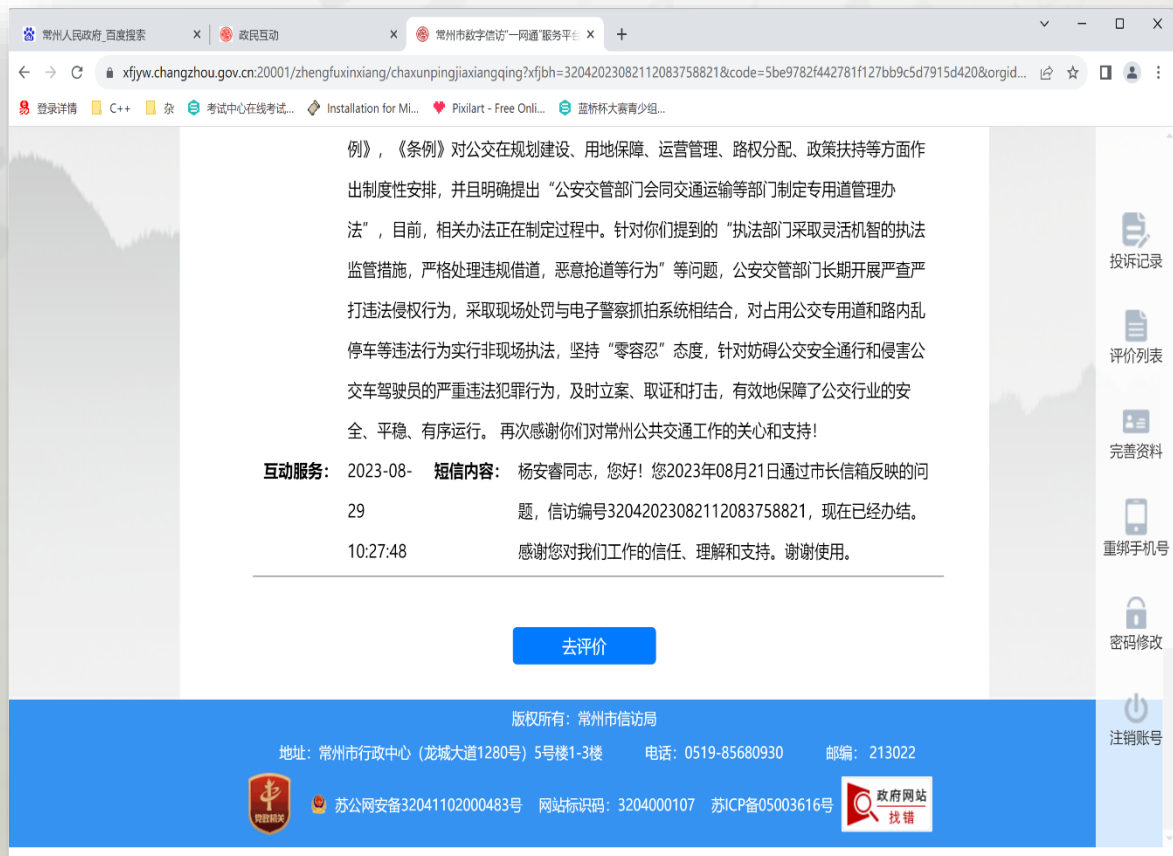 常州人民政府_百度搜索
政民互动
常州市数字信访“一网通”服务平台
xfjyw.changzhou.gov.cn:20001/zhengfuxinxiang/chaxunpingjiaxiangqing?xfjbh=32042023082112083758821&code=5be9782f442781f127bb9c5d7915d420&orgid...
登录详情 C++ 杂 考试中心在线考试... Installation for Mi... Pixilart - Free Onli... 蓝桥杯大赛青少组...
例》，《条例》对公交在规划建设、用地保障、运营管理、路权分配、政策扶持等方面作
出制度性安排，并且明确提出“公安交管部门会同交通运输等部门制定专用道管理办
法”，目前，相关办法正在制定过程中。针对你们提到的“执法部门采取灵活机智的执法
监管措施，严格处理违规借道，恶意抢道等行为”等问题，公安交管部门长期开展严查严
打违法侵权行为，采取现场处罚与电子警察抓拍系统相结合，对占用公交专用道和路内乱
停车等违法行为实行非现场执法，坚持“零容忍”态度，针对妨碍公交安全通行和侵害公
交车驾驶员的严重违法犯罪行为，及时立案、取证和打击，有效地保障了公交行业的安
全、平稳、有序运行。 再次感谢你们对常州公共交通工作的关心和支持！
互动服务： 2023-08- 短信内容： 杨安睿同志，您好！您2023年08月21日通过市长信箱反映的问
29 题，信访编号32042023082112083758821，现在已经办结。
10:27:48 感谢您对我们工作的信任、理解和支持。谢谢使用。
去评价
投诉记录
评价列表
完善资料
重绑手机号
密码修改
注销账号
版权所有：常州市信访局
地址：常州市行政中心（龙城大道1280号）5号楼1-3楼 电话：0519-85680930 邮编： 213022
党政机关
苏公网安备32041102000483号 网站标识码：3204000107 苏ICP备05003616号
政府网站
找错